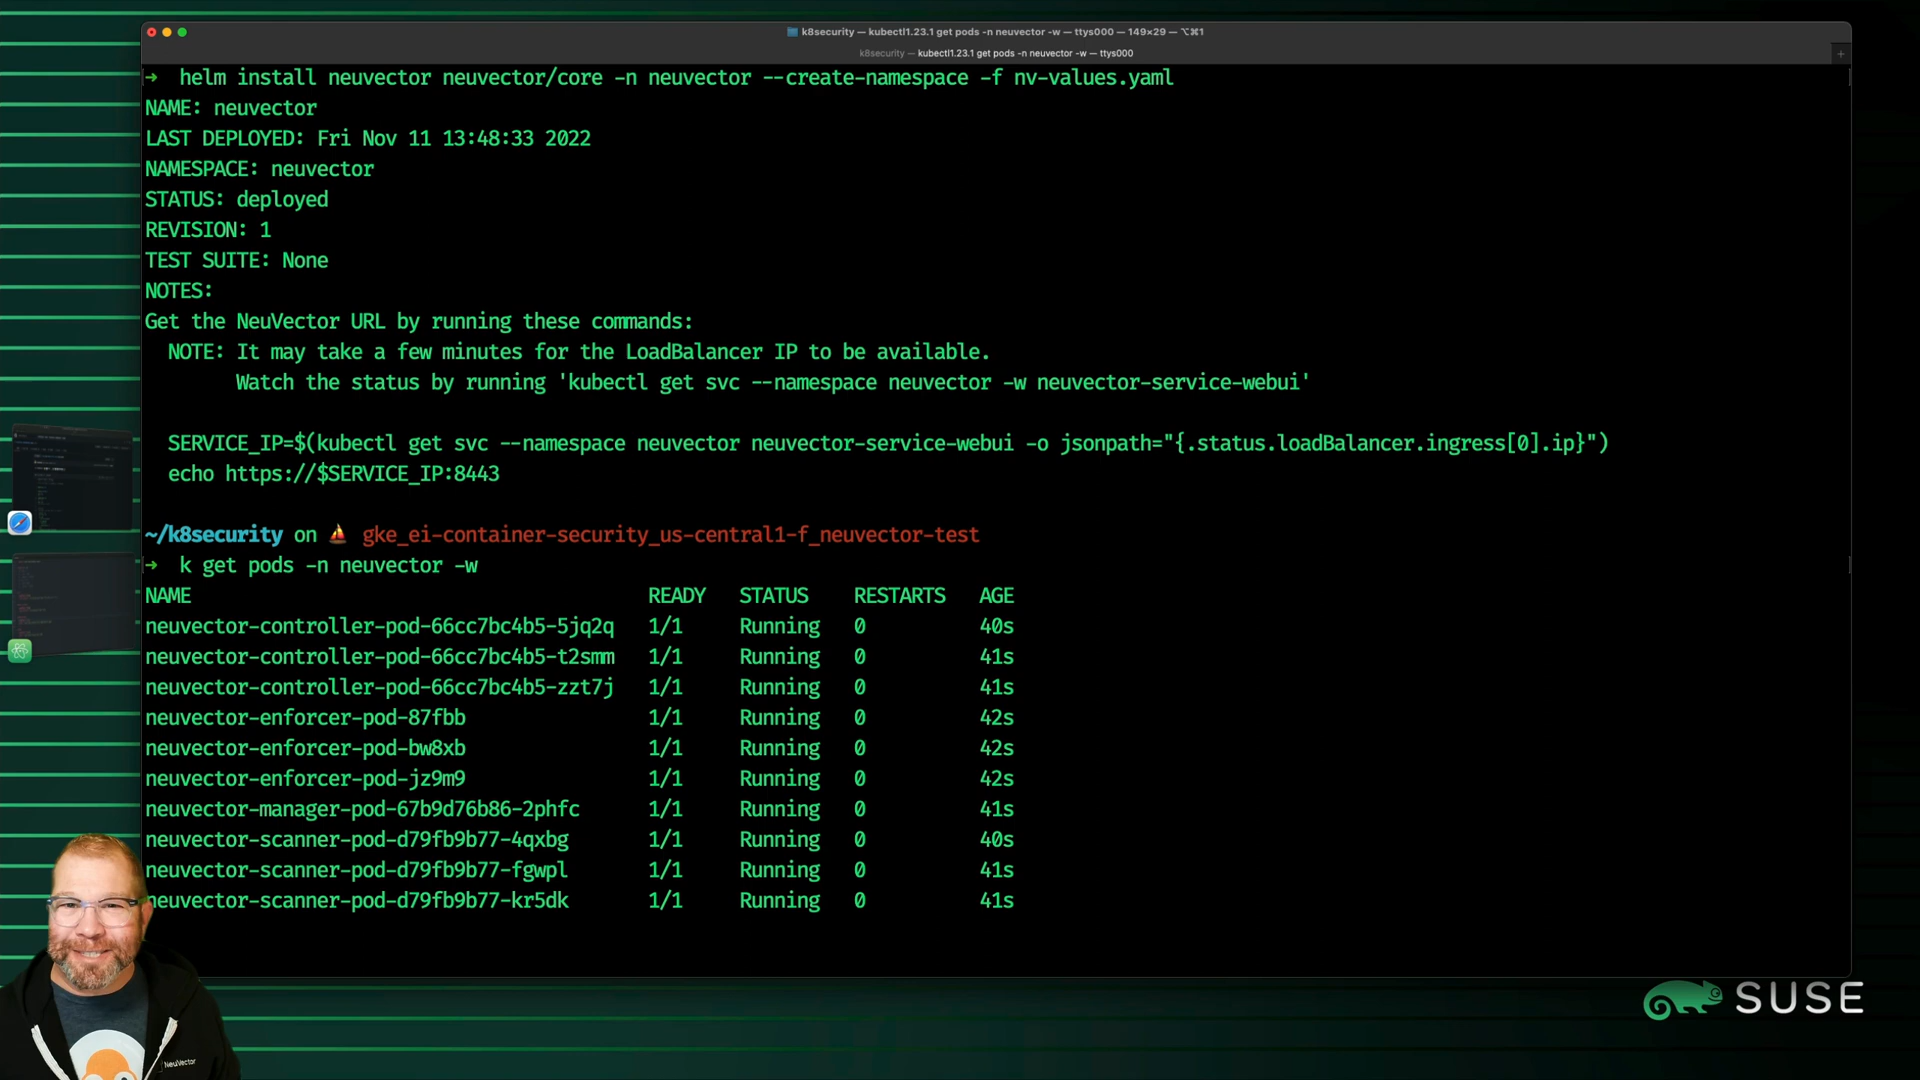 k8security — kubectl1.23.1 get pods -n neuvector -w — ttys000 — 149×29 — ⌥⌘1
k8security — kubectl1.23.1 get pods -n neuvector -w — ttys000
+
➜ helm install neuvector neuvector/core -n neuvector --create-namespace -f nv-values.yaml
NAME: neuvector
LAST DEPLOYED: Fri Nov 11 13:48:33 2022
NAMESPACE: neuvector
STATUS: deployed
REVISION: 1
TEST SUITE: None
NOTES:
Get the NeuVector URL by running these commands:
NOTE: It may take a few minutes for the LoadBalancer IP to be available.
Watch the status by running 'kubectl get svc --namespace neuvector -w neuvector-service-webui'
SERVICE_IP=$(kubectl get svc --namespace neuvector neuvector-service-webui -o jsonpath="{.status.loadBalancer.ingress[0].ip}")
echo https://$SERVICE_IP:8443
~/k8security on ⛵ gke_ei-container-security_us-central1-f_neuvector-test
➜ k get pods -n neuvector -w
NAME READY STATUS RESTARTS AGE
neuvector-controller-pod-66cc7bc4b5-5jq2q 1/1 Running 0 40s
neuvector-controller-pod-66cc7bc4b5-t2smm 1/1 Running 0 41s
neuvector-controller-pod-66cc7bc4b5-zzt7j 1/1 Running 0 41s
neuvector-enforcer-pod-87fbb 1/1 Running 0 42s
neuvector-enforcer-pod-bw8xb 1/1 Running 0 42s
neuvector-enforcer-pod-jz9m9 1/1 Running 0 42s
neuvector-manager-pod-67b9d76b86-2phfc 1/1 Running 0 41s
neuvector-scanner-pod-d79fb9b77-4qxbg 1/1 Running 0 40s
neuvector-scanner-pod-d79fb9b77-fgwpl 1/1 Running 0 41s
neuvector-scanner-pod-d79fb9b77-kr5dk 1/1 Running 0 41s
SUSE
NeuVector